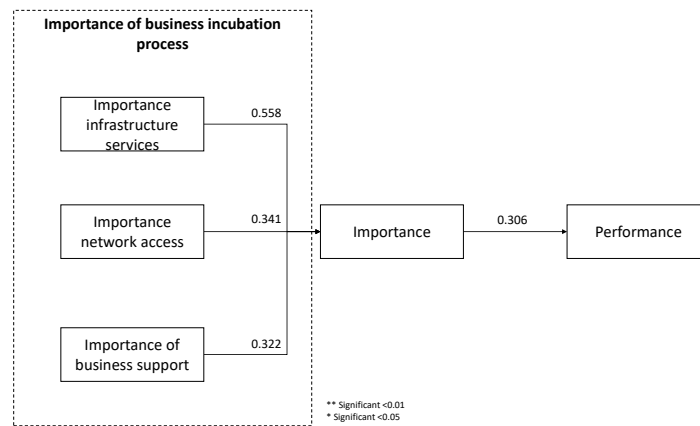 Importance of business incubation
process
Importance
infrastructure
services
0.558
Importance
network access
0.341
Importance of
business support
0.322
Importance
0.306
Performance
** Significant <0.01
* Significant <0.05